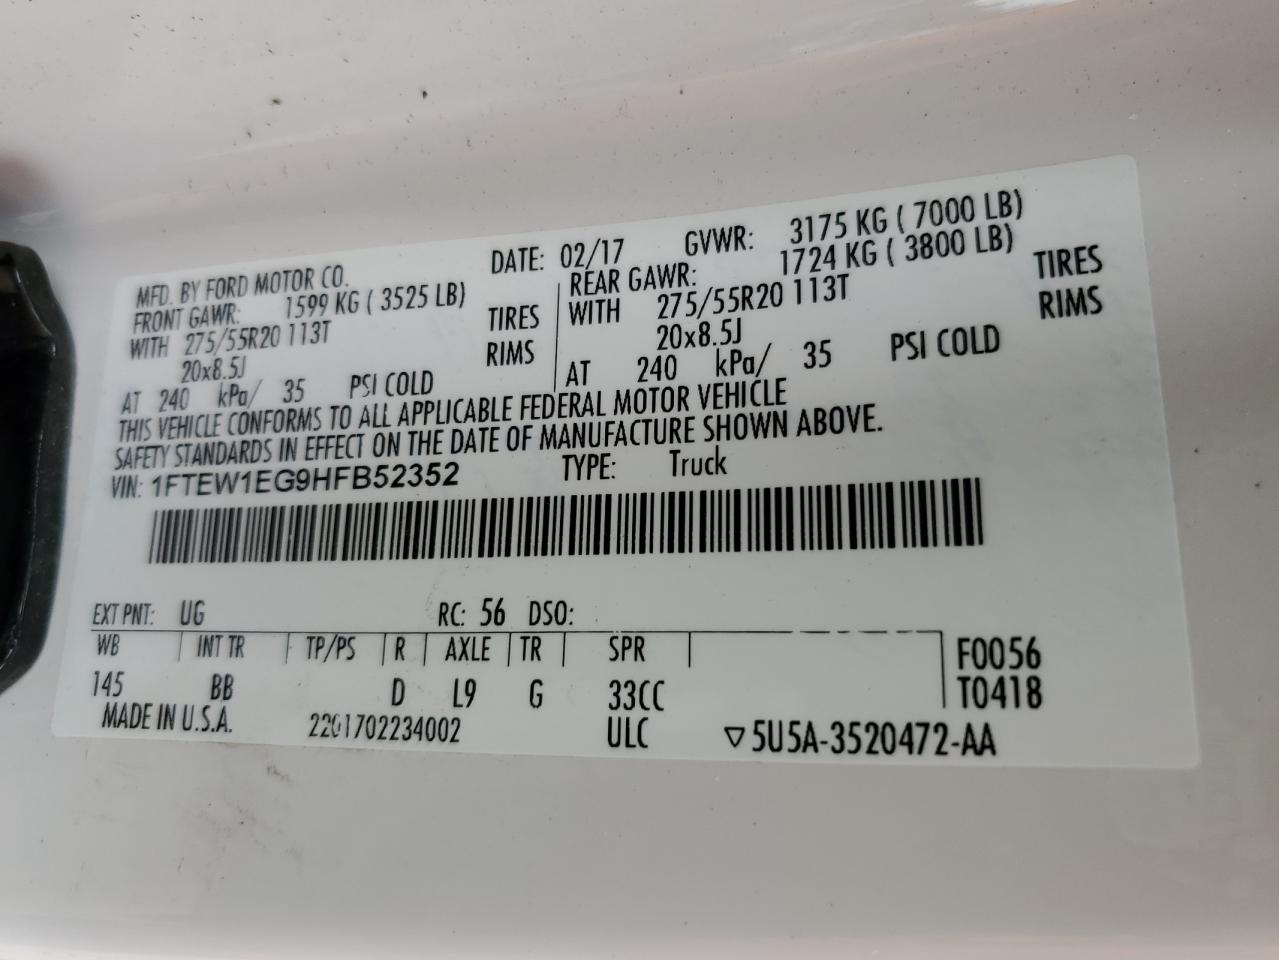 MFD. BY FORD MOTOR CO. DATE: 02/17 GVWR: 3175 KG ( 7000 LB)
FRONT GAWR: 1599 KG ( 3525 LB) REAR GAWR: 1724 KG ( 3800 LB)
WITH 275/55R20 113T TIRES WITH 275/55R20 113T TIRES
20x8.5J RIMS 20x8.5J RIMS
AT 240 kPa/ 35 PSI COLD AT 240 kPa/ 35 PSI COLD
THIS VEHICLE CONFORMS TO ALL APPLICABLE FEDERAL MOTOR VEHICLE
SAFETY STANDARDS IN EFFECT ON THE DATE OF MANUFACTURE SHOWN ABOVE.
VIN: 1FTEW1EG9HFB52352 TYPE: Truck
EXT PNT: UG RC: 56 DSO:
WB INT TR TP/PS R AXLE TR SPR F0056
145 BB D L9 G 33CC T0418
MADE IN U.S.A. 2201702234002 ULC ▽5U5A-3520472-AA